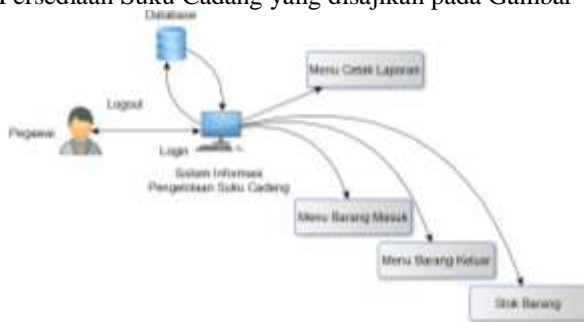 Persediaan Suku Cadang yang disajikan pada Gambar
Database
Menu Cetak Laporan
Logout
Pegawai
Login
Sistem Informasi
Pengelolaan Suku Cadang
Menu Barang Masuk
Menu Barang Keluar
Stok Barang